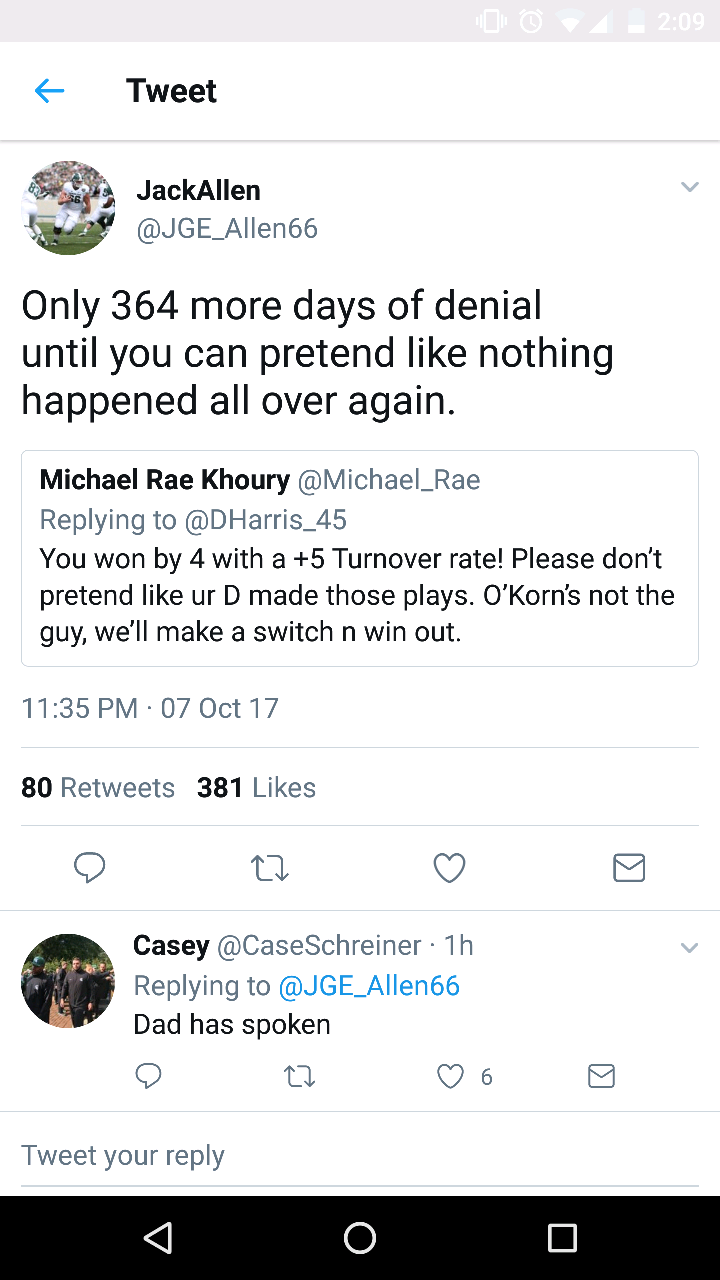 2:09
Tweet
JackAllen
@JGE_Allen66
Only 364 more days of denial
until you can pretend like nothing
happened all over again.
Michael Rae Khoury @Michael_Rae
Replying to @DHarris_45
You won by 4 with a +5 Turnover rate! Please don’t
pretend like ur D made those plays. O’Korn’s not the
guy, we’ll make a switch n win out.
11:35 PM · 07 Oct 17
80 Retweets 381 Likes
Casey @CaseSchreiner · 1h
Replying to @JGE_Allen66
Dad has spoken
6
Tweet your reply